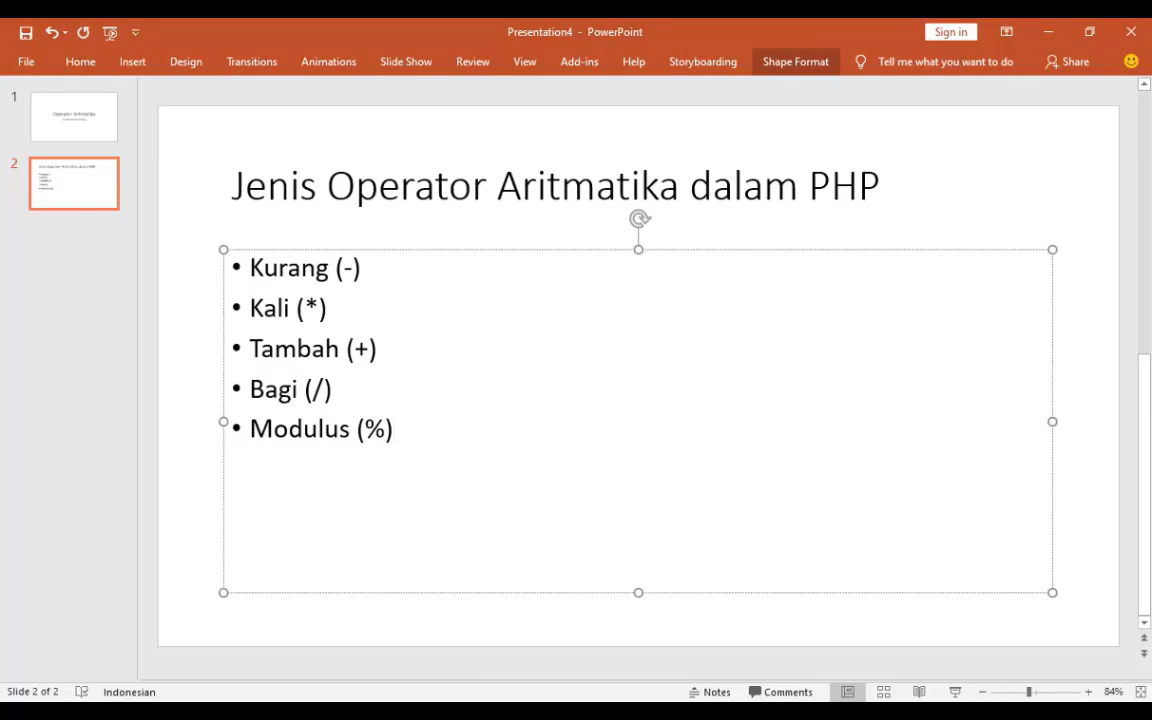 Presentation4 - PowerPoint
Sign in
File
Home
Insert
Design
Transitions
Animations
Slide Show
Review
View
Add-ins
Help
Storyboarding
Shape Format
Tell me what you want to do
Share
1
Operator Aritmatika
2
Jenis Operator Aritmatika dalam PHP
• Kurang (-)
• Kali (*)
• Tambah (+)
• Bagi (/)
• Modulus (%)
Slide 2 of 2
Indonesian
Notes
Comments
84%